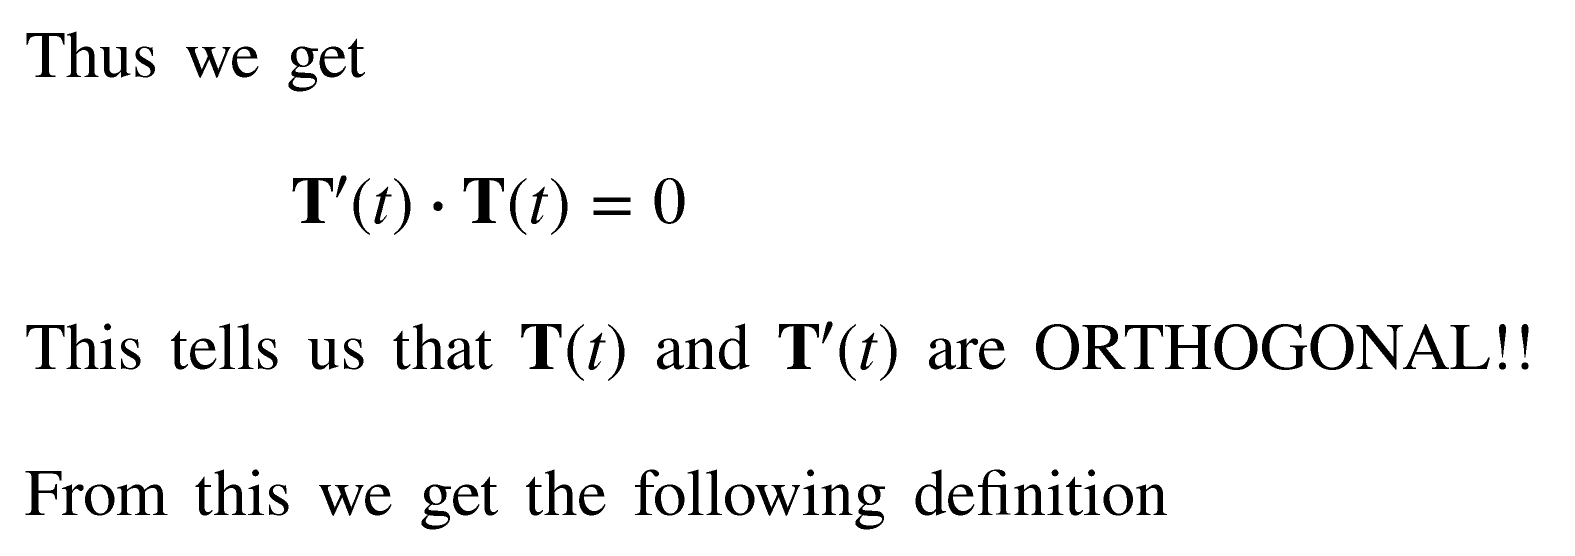 Thus we get
T′(t) · T(t) = 0
This tells us that T(t) and T′(t) are ORTHOGONAL!!
From this we get the following definition